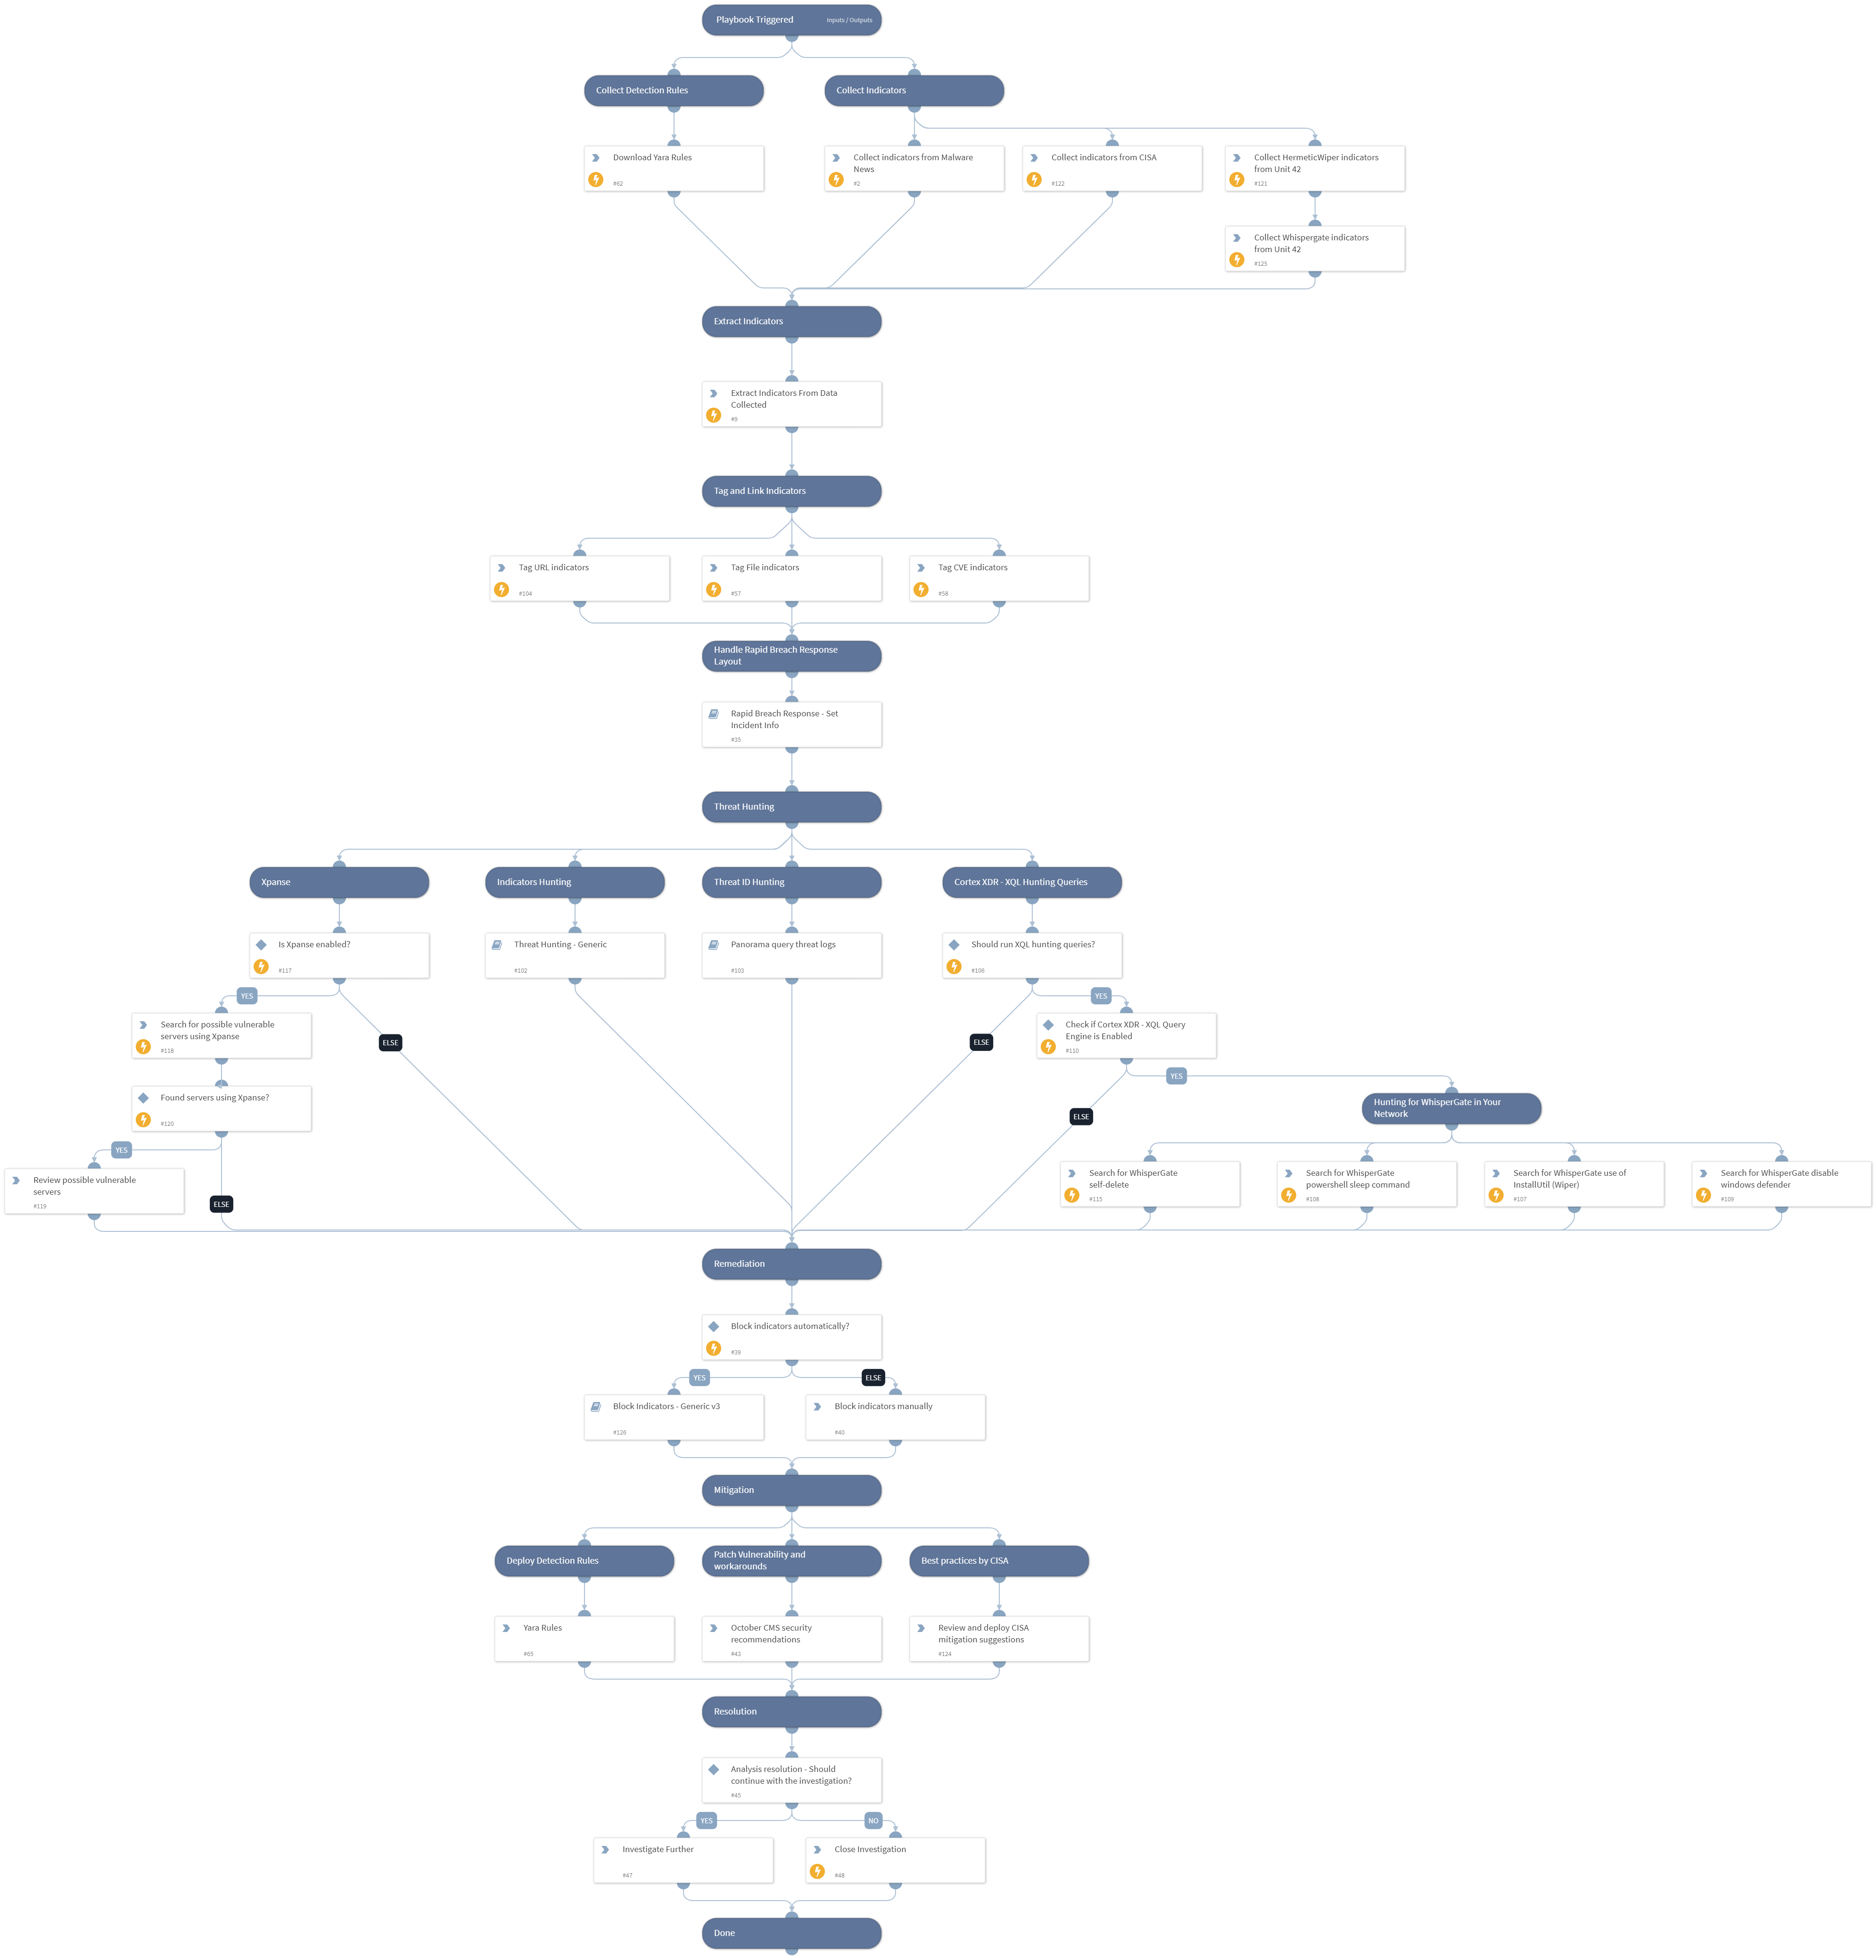 Playbook Triggered
Inputs / Outputs
Collect Detection Rules
Collect Indicators
Download Yara Rules
#62
Collect indicators from Malware
News
#2
Collect indicators from CISA
#122
Collect HermeticWiper indicators
from Unit 42
#121
Collect Whispergate indicators
from Unit 42
#125
Extract Indicators
Extract Indicators From Data
Collected
#9
Tag and Link Indicators
Tag URL indicators
#104
Tag File indicators
#57
Tag CVE indicators
#58
Handle Rapid Breach Response
Layout
Rapid Breach Response - Set
Incident Info
#35
Threat Hunting
Xpanse
Indicators Hunting
Threat ID Hunting
Cortex XDR - XQL Hunting Queries
Is Xpanse enabled?
#117
Threat Hunting - Generic
#102
Panorama query threat logs
#103
Should run XQL hunting queries?
#106
YES
YES
Search for possible vulnerable
servers using Xpanse
#118
ELSE
ELSE
Check if Cortex XDR - XQL Query
Engine is Enabled
#110
YES
Found servers using Xpanse?
#120
ELSE
Hunting for WhisperGate in Your
Network
YES
Review possible vulnerable
servers
#119
ELSE
Search for WhisperGate
self-delete
#115
Search for WhisperGate
powershell sleep command
#108
Search for WhisperGate use of
InstallUtil (Wiper)
#107
Search for WhisperGate disable
windows defender
#109
Remediation
Block indicators automatically?
#39
YES
ELSE
Block Indicators - Generic v3
#126
Block indicators manually
#40
Mitigation
Deploy Detection Rules
Patch Vulnerability and
workarounds
Best practices by CISA
Yara Rules
#65
October CMS security
recommendations
#43
Review and deploy CISA
mitigation suggestions
#124
Resolution
Analysis resolution - Should
continue with the investigation?
#45
YES
NO
Investigate Further
#47
Close Investigation
#48
Done